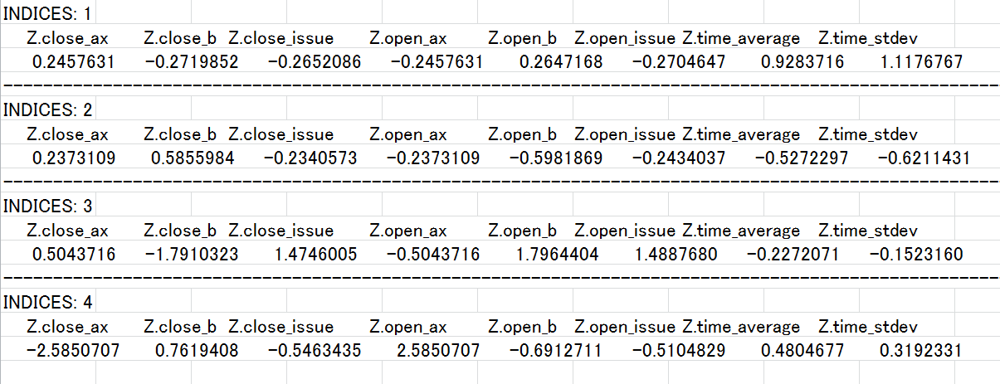 INDICES: 1
Z.close_ax Z.close_b Z.close_issue Z.open_ax Z.open_b Z.open_issue Z.time_average Z.time_stdev
0.2457631 -0.2719852 -0.2652086 -0.2457631 0.2647168 -0.2704647 0.9283716 1.1176767
------------------------------------------------------------------------------------------------------
INDICES: 2
Z.close_ax Z.close_b Z.close_issue Z.open_ax Z.open_b Z.open_issue Z.time_average Z.time_stdev
0.2373109 0.5855984 -0.2340573 -0.2373109 -0.5981869 -0.2434037 -0.5272297 -0.6211431
------------------------------------------------------------------------------------------------------
INDICES: 3
Z.close_ax Z.close_b Z.close_issue Z.open_ax Z.open_b Z.open_issue Z.time_average Z.time_stdev
0.5043716 -1.7910323 1.4746005 -0.5043716 1.7964404 1.4887680 -0.2272071 -0.1523160
------------------------------------------------------------------------------------------------------
INDICES: 4
Z.close_ax Z.close_b Z.close_issue Z.open_ax Z.open_b Z.open_issue Z.time_average Z.time_stdev
-2.5850707 0.7619408 -0.5463435 2.5850707 -0.6912711 -0.5104829 0.4804677 0.3192331